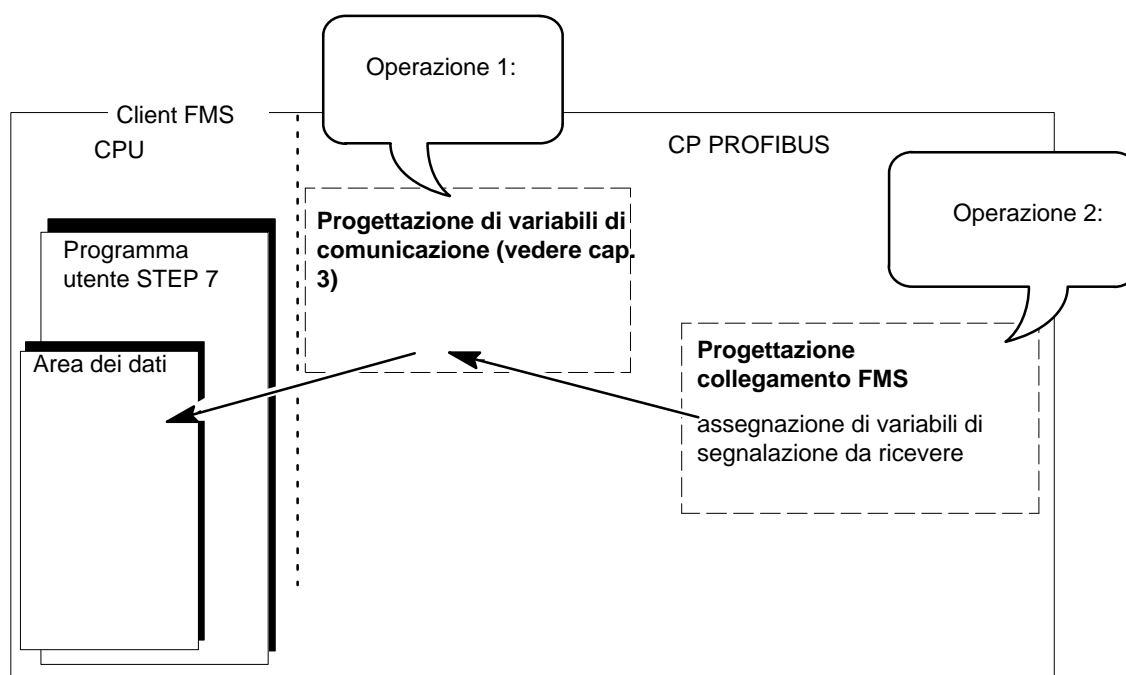 Operazione 1:
Client FMS
CPU
CP PROFIBUS
Progettazione di variabili di
comunicazione (vedere cap.
3)
Operazione 2:
Programma
utente STEP 7
Area dei dati
Progettazione
collegamento FMS
assegnazione di variabili di
segnalazione da ricevere